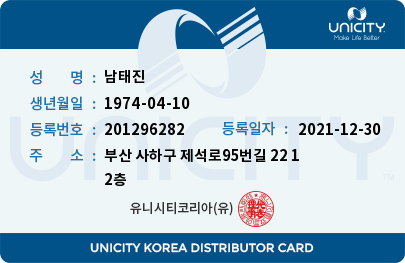 UNICITY
Make Life Better
성 명 : 남태진
생년월일 : 1974-04-10
등록번호 : 201296282 등록일자 : 2021-12-30
UNICITY
주 소 : 부산 사하구 제석로95번길 22 1
2층
유니시티코리아(유)
UNICITY KOREA DISTRIBUTOR CARD